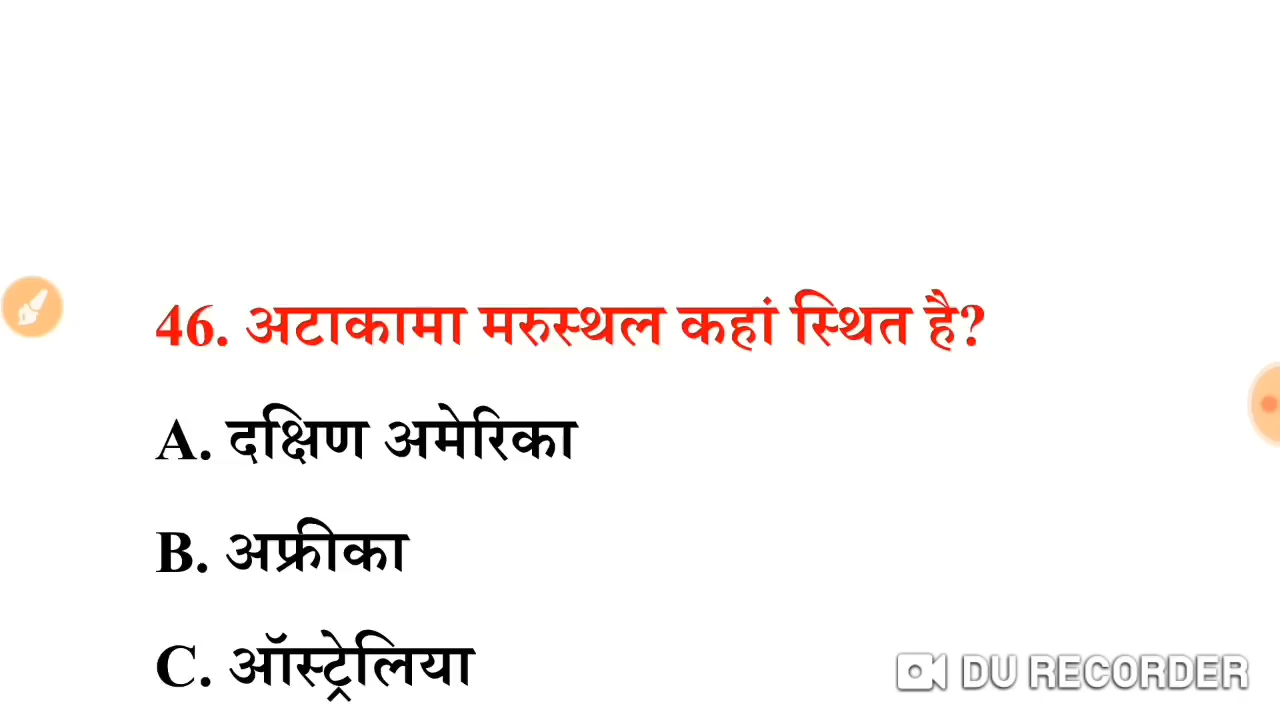 46. अटाकामा मरुस्थल कहां स्थित है?
A. दक्षिण अमेरिका
B. अफ्रीका
C. ऑस्ट्रेलिया
DU RECORDER